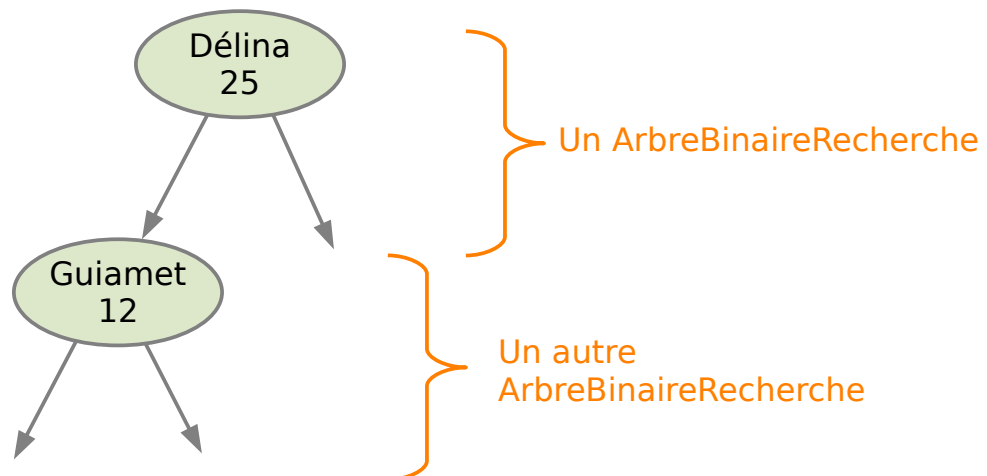 Délina
25
Un ArbreBinaireRecherche
Guiamet
12
Un autre
ArbreBinaireRecherche